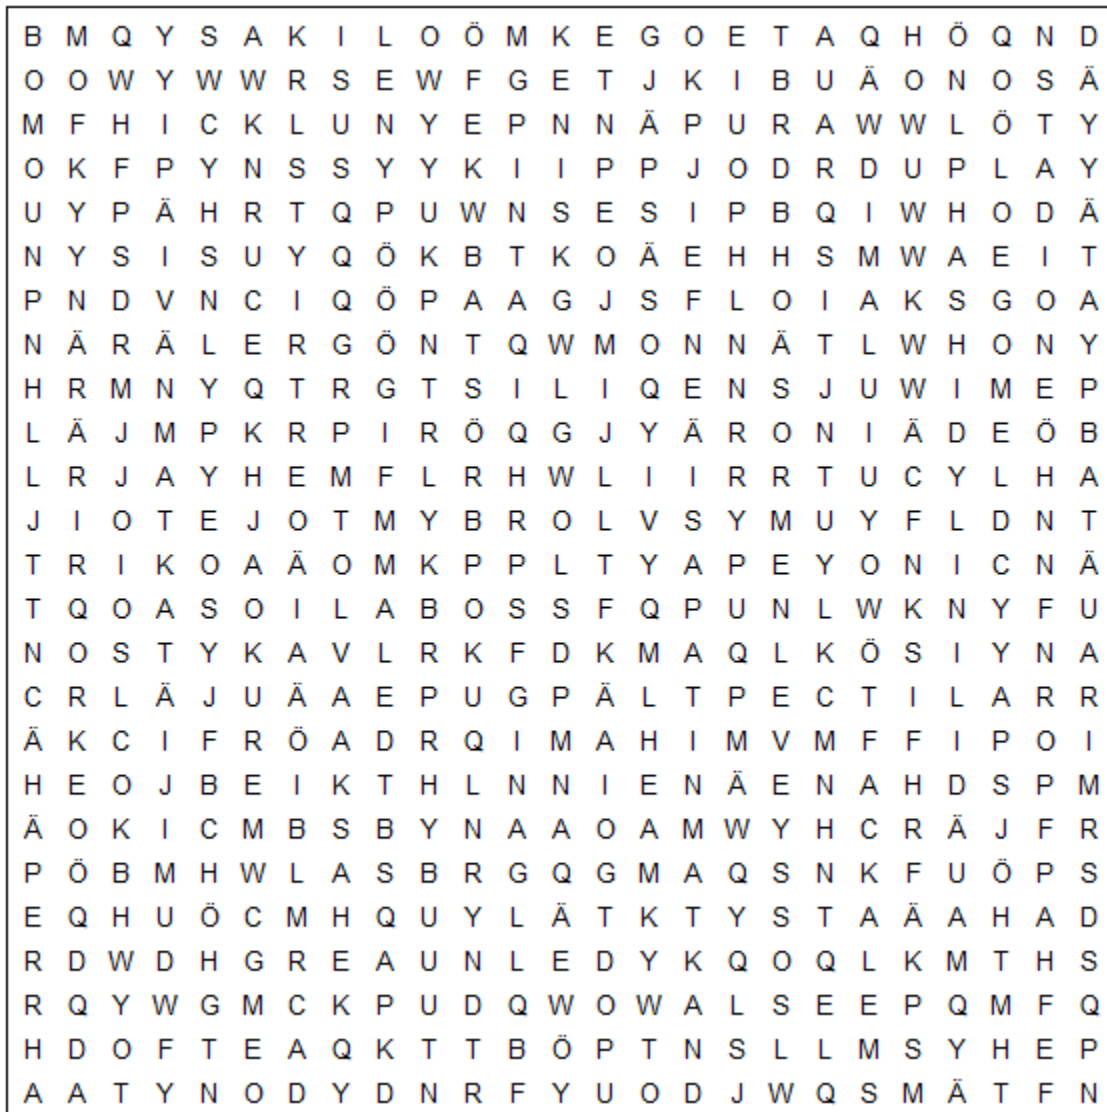 B M Q Y S A K I L O Ö M K E G O E T A Q H Ö Q N D
O O W Y W W R S E W F G E T J K I B U Ä O N O S Ä
M F H I C K L U N Y E P N N Ä P U R A W W L Ö T Y
O K F P Y N S S Y Y K I I P P J O D R D U P L A Y
U Y P Ä H R T Q P U W N S E S I P B Q I W H O D Ä
N Y S I S U Y Q Ö K B T K O Ä E H H S M W A E I T
P N D V N C I Q Ö P A A G J S F L O I A K S G O A
N Ä R Ä L E R G Ö N T Q W M O N N Ä T L W H O N Y
H R M N Y Q T R G T S I L I Q E N S J U W I M E P
L Ä J M P K R P I R Ö Q G J Y Ä R O N I Ä D E Ö B
L R J A Y H E M F L R H W L I I R R T U C Y L H A
J I O T E J O T M Y B R O L V S Y M U Y F L D N T
T R I K O A Ä O M K P P L T Y A P E Y O N I C N Ä
T Q O A S O I L A B O S S F Q P U N L W K N Y F U
N O S T Y K A V L R K F D K M A Q L K Ö S I Y N A
C R L Ä J U Ä A E P U G P Ä L T P E C T I L A R R
Ä K C I F R Ö A D R Q I M A H I M V M F F I P O I
H E O J B E I K T H L N N I E N Ä E N A H D S P M
Ä O K I C M B S B Y N A A O A M W Y H C R Ä J F R
P Ö B M H W L A S B R G Q G M A Q S N K F U Ö P S
E Q H U Ö C M H Q U Y L Ä T K T Y S T A Ä A H A D
R D W D H G R E A U N L E D Y K Q O Q L K M T H S
R Q Y W G M C K P U D Q W O W A L S E E P Q M F Q
H D O F T E A Q K T T B Ö P T N S L L M S Y H E P
A A T Y N O D Y D N R F Y U O D J W Q S M Ä T F N